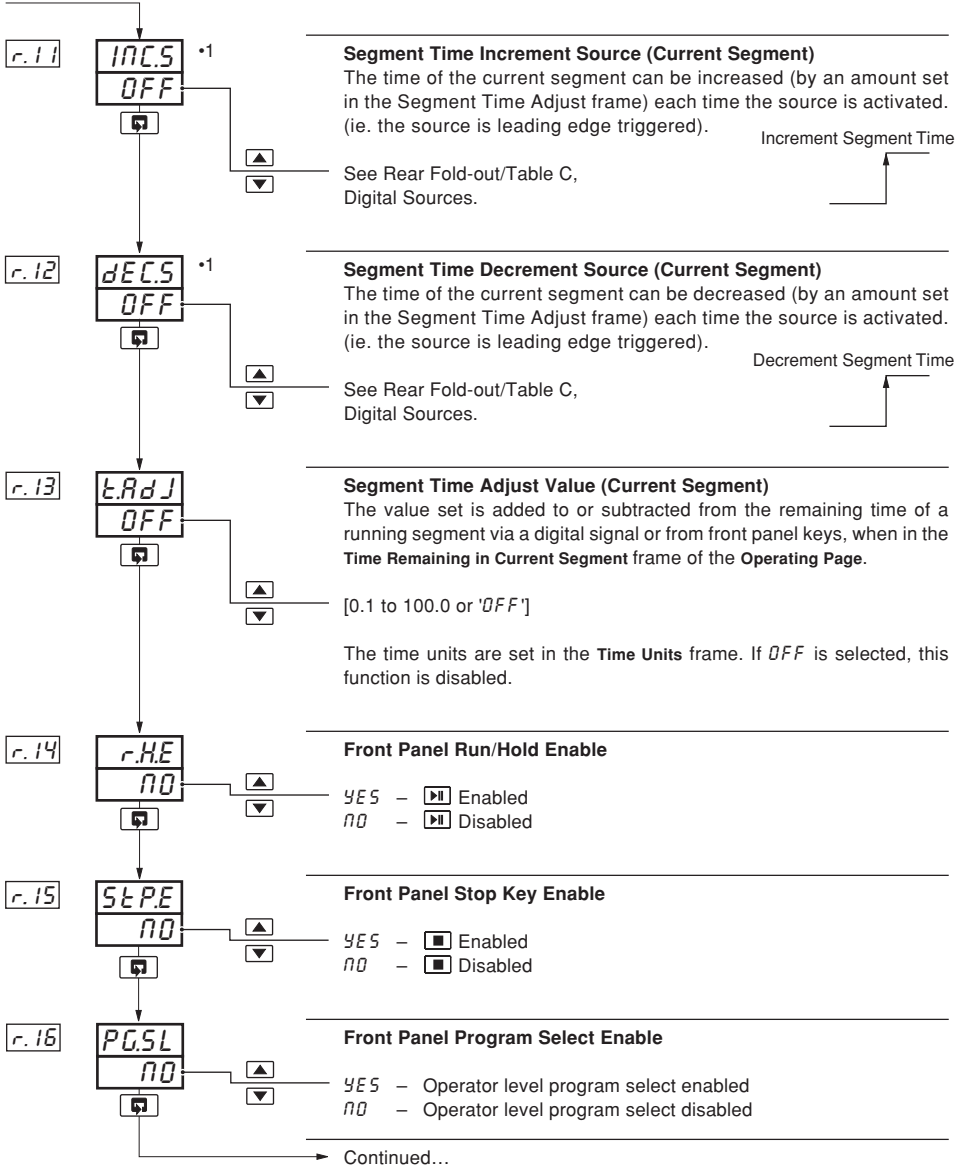 r.11
INC.S •1
OFF
Segment Time Increment Source (Current Segment)
The time of the current segment can be increased (by an amount set
in the Segment Time Adjust frame) each time the source is activated.
(ie. the source is leading edge triggered).
Increment Segment Time
See Rear Fold-out/Table C,
Digital Sources.
r.12
dEC.S •1
OFF
Segment Time Decrement Source (Current Segment)
The time of the current segment can be decreased (by an amount set
in the Segment Time Adjust frame) each time the source is activated.
(ie. the source is leading edge triggered).
Decrement Segment Time
See Rear Fold-out/Table C,
Digital Sources.
r.13
t.AdJ
OFF
Segment Time Adjust Value (Current Segment)
The value set is added to or subtracted from the remaining time of a
running segment via a digital signal or from front panel keys, when in the
Time Remaining in Current Segment frame of the Operating Page.
[0.1 to 100.0 or 'OFF']
The time units are set in the Time Units frame. If OFF is selected, this
function is disabled.
r.14
r.H.E
NO
Front Panel Run/Hold Enable
YES – Enabled
NO – Disabled
r.15
StP.E
NO
Front Panel Stop Key Enable
YES – Enabled
NO – Disabled
r.16
PG.SL
NO
Front Panel Program Select Enable
YES – Operator level program select enabled
NO – Operator level program select disabled
Continued…